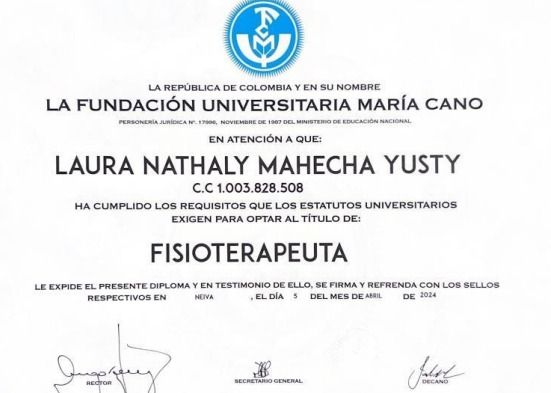 FUMC
LA REPÚBLICA DE COLOMBIA Y EN SU NOMBRE
LA FUNDACIÓN UNIVERSITARIA MARÍA CANO
PERSONERÍA JURÍDICA Nº. 17996, NOVIEMBRE DE 1987 DEL MINISTERIO DE EDUCACIÓN NACIONAL
EN ATENCIÓN A QUE:
LAURA NATHALY MAHECHA YUSTY
C.C 1.003.828.508
HA CUMPLIDO LOS REQUISITOS QUE LOS ESTATUTOS UNIVERSITARIOS
EXIGEN PARA OPTAR AL TÍTULO DE:
FISIOTERAPEUTA
LE EXPIDE EL PRESENTE DIPLOMA Y EN TESTIMONIO DE ELLO, SE FIRMA Y REFRENDA CON LOS SELLOS
RESPECTIVOS EN NEIVA , EL DÍA 5 DEL MES DE ABRIL DE 2024
RECTOR SECRETARIO GENERAL DECANO